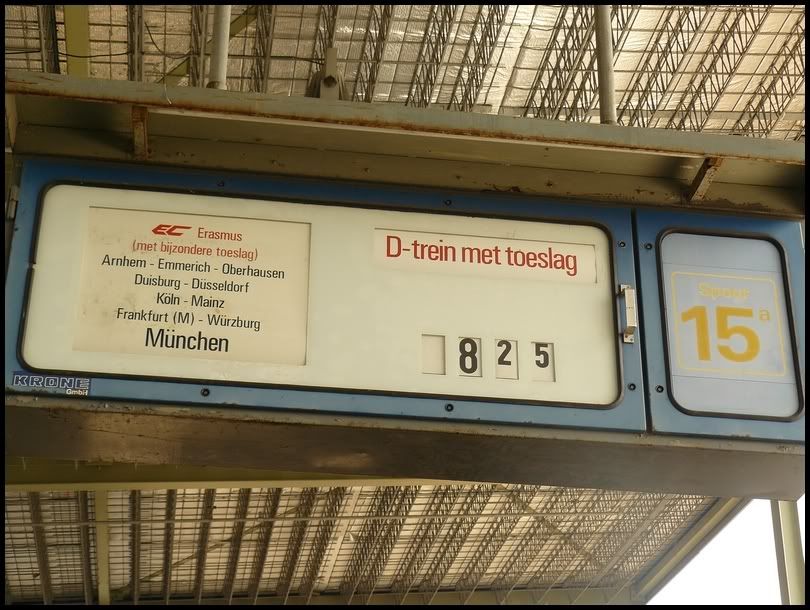 EC Erasmus
(met bijzondere toeslag)
Arnhem - Emmerich - Oberhausen
Duisburg - Düsseldorf
Köln - Mainz
Frankfurt (M) - Würzburg
München
D-trein met toeslag
8 2 5
Spoor
15a
KRONE
GmbH